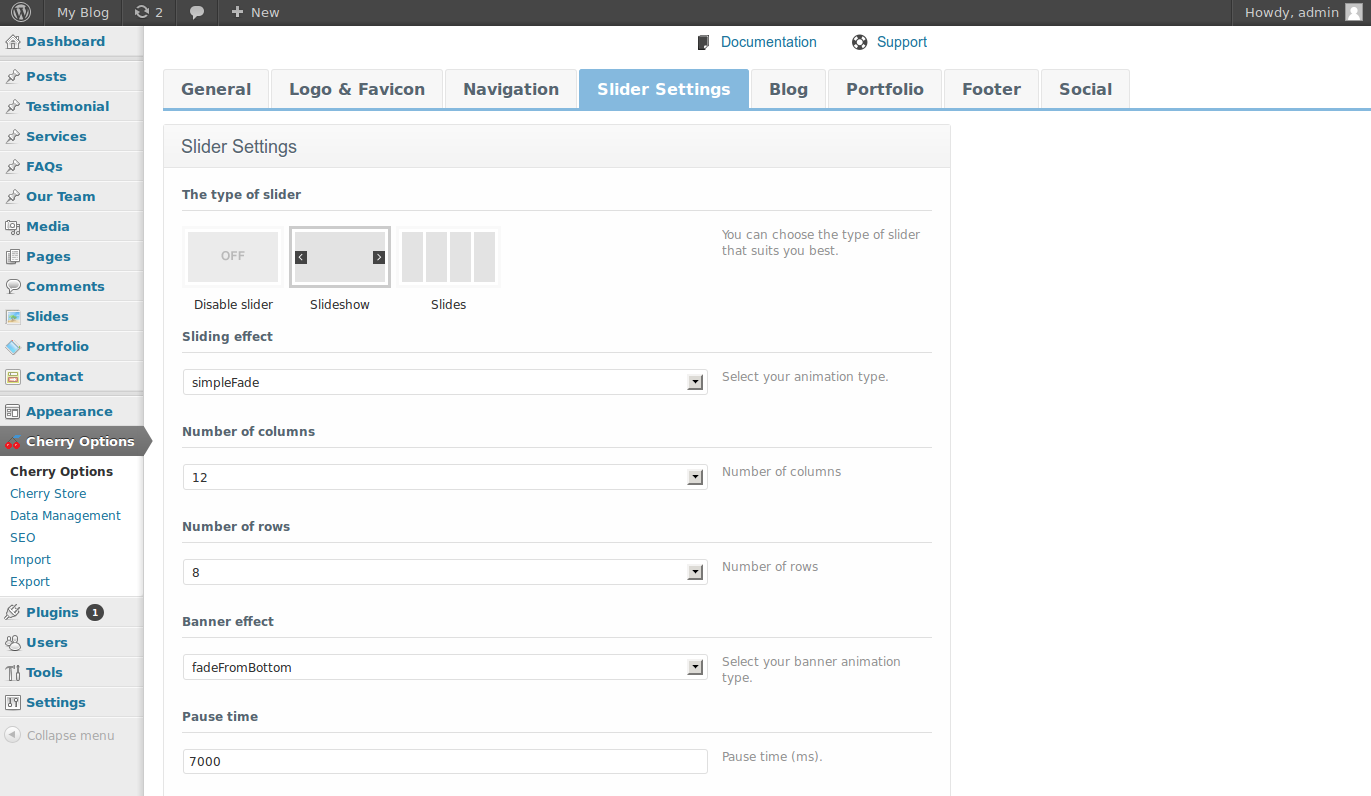 My Blog 2 + New Howdy, admin
Dashboard
Posts
Testimonial
Services
FAQs
Our Team
Media
Pages
Comments
Slides
Portfolio
Contact
Appearance
Cherry Options
Cherry Options
Cherry Store
Data Management
SEO
Import
Export
Plugins 1
Users
Tools
Settings
Collapse menu
Documentation Support
General Logo & Favicon Navigation Slider Settings Blog Portfolio Footer Social
Slider Settings
The type of slider
OFF
Disable slider Slideshow Slides
You can choose the type of slider
that suits you best.
Sliding effect
simpleFade
Select your animation type.
Number of columns
12
Number of columns
Number of rows
8
Number of rows
Banner effect
fadeFromBottom
Select your banner animation
type.
Pause time
7000
Pause time (ms).